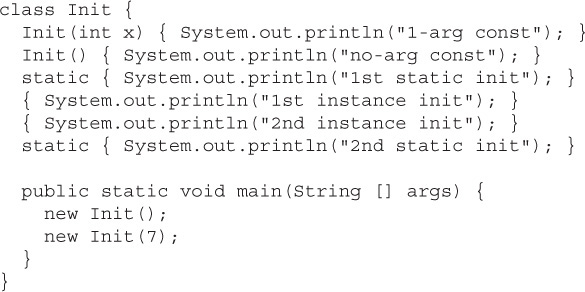 class Init {
  Init(int x) { System.out.println("1-arg const"); }
  Init() { System.out.println("no-arg const"); }
  static { System.out.println("1st static init"); }
  { System.out.println("1st instance init"); }
  { System.out.println("2nd instance init"); }
  static { System.out.println("2nd static init"); }

  public static void main(String [] args) {
    new Init();
    new Init(7);
  }
}